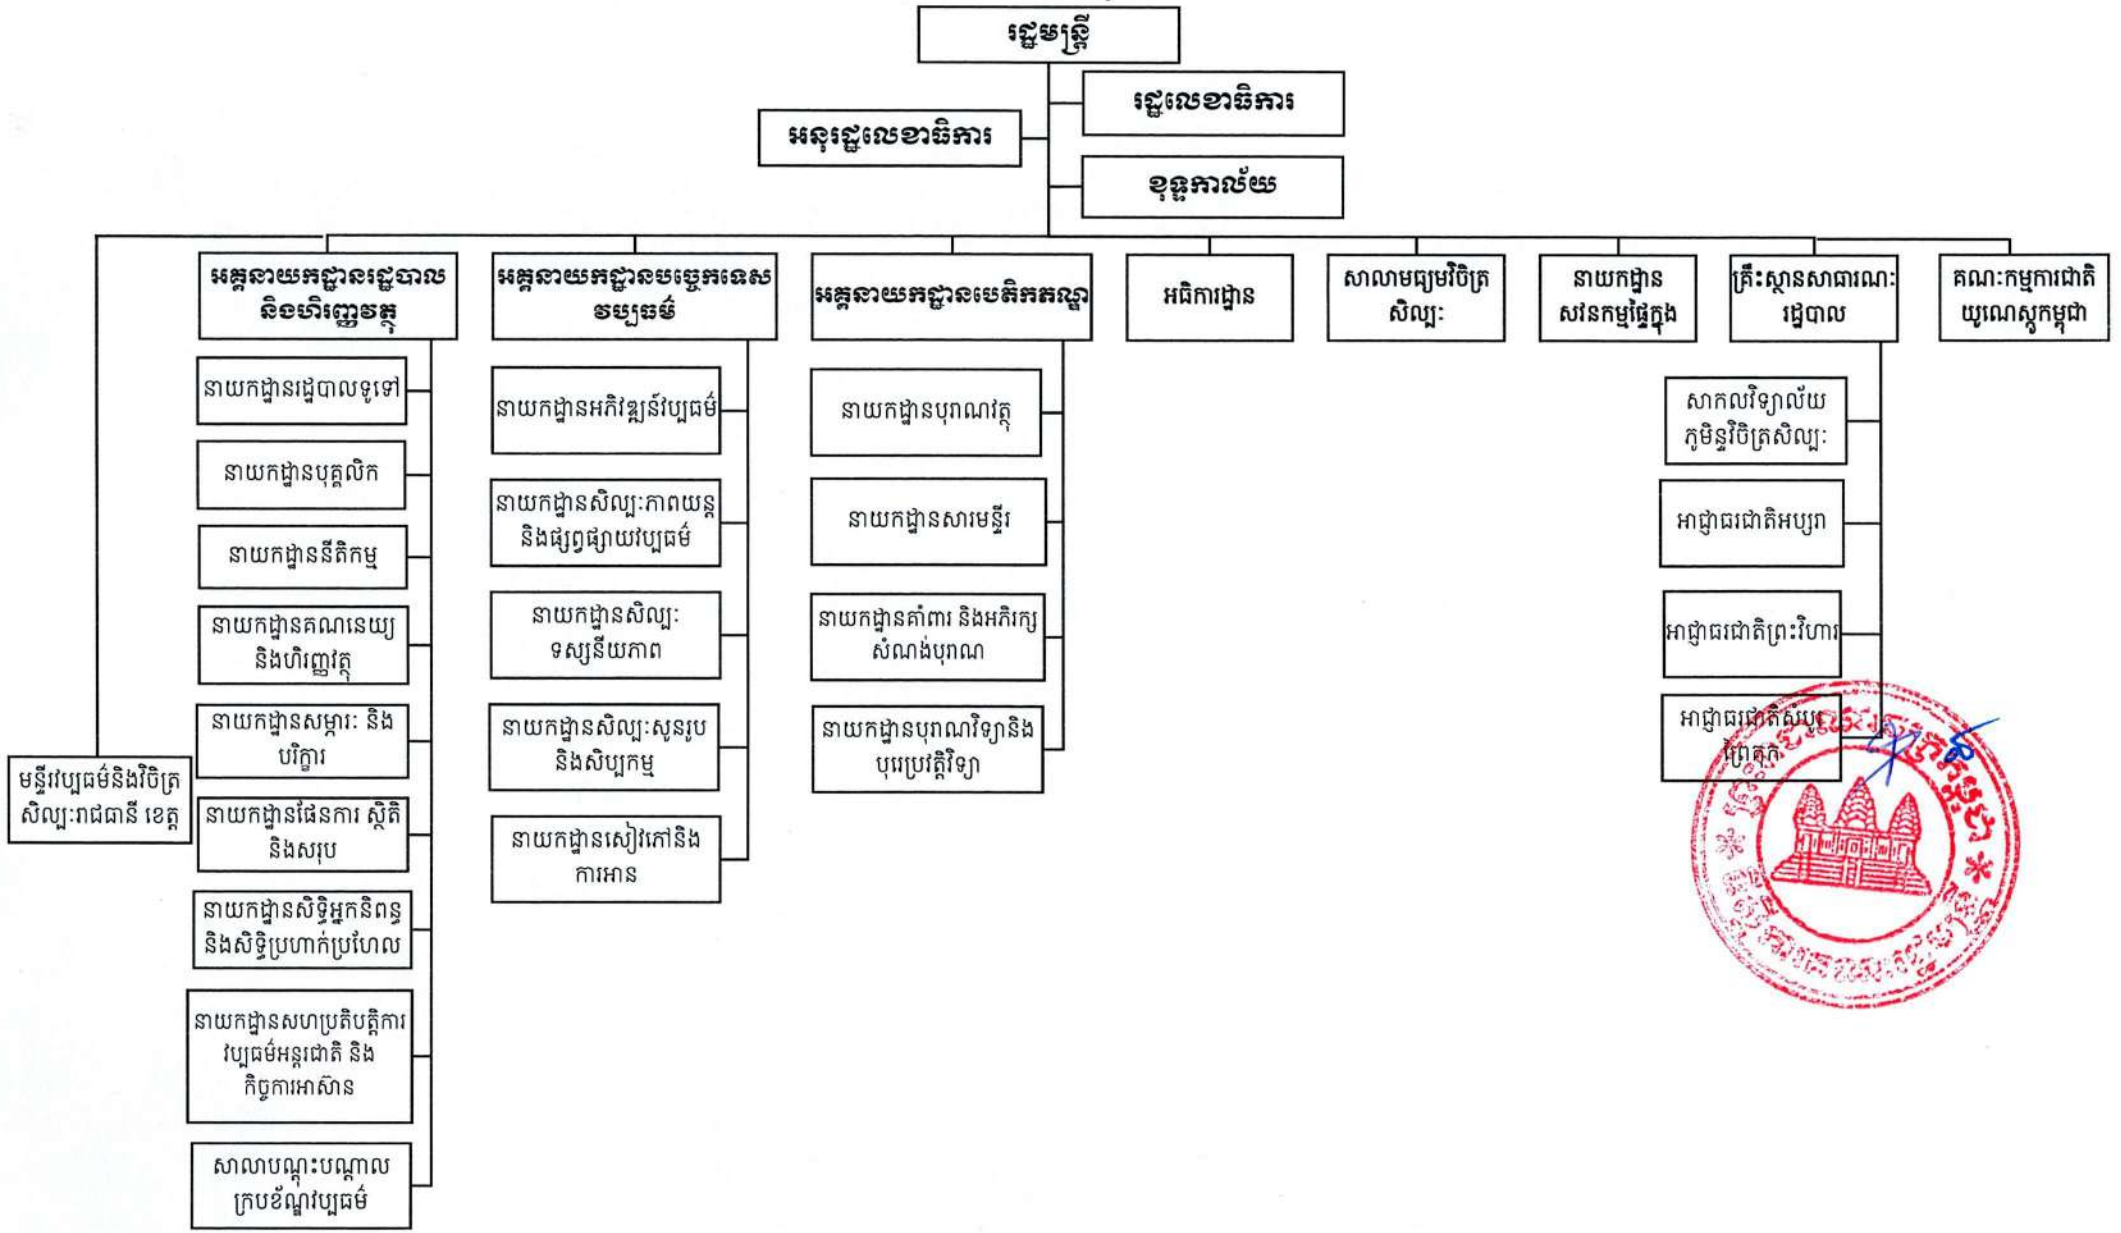 រដ្ឋមន្ត្រី
រដ្ឋលេខាធិការ
អនុរដ្ឋលេខាធិការ
ខុទ្ទកាល័យ
អគ្គនាយកដ្ឋានរដ្ឋបាល
និងហិរញ្ញវត្ថុ
អគ្គនាយកដ្ឋានបច្ចេកទេស
វប្បធម៌
អគ្គនាយកដ្ឋានបេតិកភណ្ឌ
អធិការដ្ឋាន
សាលាមធ្យមវិចិត្រ
សិល្បៈ
នាយកដ្ឋាន
សវនកម្មផ្ទៃក្នុង
គ្រឹះស្ថានសាធារណៈ
រដ្ឋបាល
គណៈកម្មការជាតិ
យូណេស្កូកម្ពុជា
មន្ទីរវប្បធម៌និងវិចិត្រ
សិល្បៈរាជធានី ខេត្ត
នាយកដ្ឋានរដ្ឋបាលទូទៅ
នាយកដ្ឋានបុគ្គលិក
នាយកដ្ឋាននីតិកម្ម
នាយកដ្ឋានគណនេយ្យ
និងហិរញ្ញវត្ថុ
នាយកដ្ឋានសម្ភារៈ និង
បរិក្ខារ
នាយកដ្ឋានផែនការ ស្ថិតិ
និងសរុប
នាយកដ្ឋានសិទ្ធិអ្នកនិពន្ធ
និងសិទ្ធិប្រហាក់ប្រហែល
នាយកដ្ឋានសហប្រតិបត្តិការ
វប្បធម៌អន្តរជាតិ និង
កិច្ចការអាស៊ាន
សាលាបណ្តុះបណ្តាល
ក្របខ័ណ្ឌវប្បធម៌
នាយកដ្ឋានអភិវឌ្ឍន៍វប្បធម៌
នាយកដ្ឋានសិល្បៈភាពយន្ត
និងផ្សព្វផ្សាយវប្បធម៌
នាយកដ្ឋានសិល្បៈ
ទស្សនីយភាព
នាយកដ្ឋានសិល្បៈសូនរូប
និងសិប្បកម្ម
នាយកដ្ឋានសៀវភៅនិង
ការអាន
នាយកដ្ឋានបុរាណវត្ថុ
នាយកដ្ឋានសារមន្ទីរ
នាយកដ្ឋានគាំពារ និងអភិរក្ស
សំណង់បុរាណ
នាយកដ្ឋានបុរាណវិទ្យានិង
បុរេប្រវត្តិវិទ្យា
សាកលវិទ្យាល័យ
ភូមិន្ទវិចិត្រសិល្បៈ
អាជ្ញាធរជាតិអប្សរា
អាជ្ញាធរជាតិព្រះវិហារ
អាជ្ញាធរជាតិសំបូរ
ព្រៃគុក